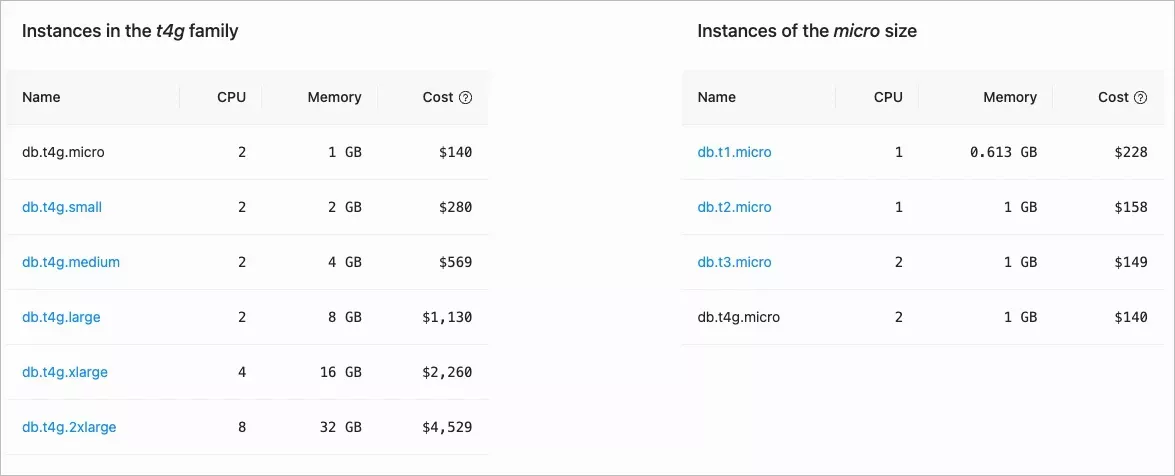 Instances in the t4g family
Name CPU Memory Cost ?
db.t4g.micro 2 1 GB $140
db.t4g.small 2 2 GB $280
db.t4g.medium 2 4 GB $569
db.t4g.large 2 8 GB $1,130
db.t4g.xlarge 4 16 GB $2,260
db.t4g.2xlarge 8 32 GB $4,529
Instances of the micro size
Name CPU Memory Cost ?
db.t1.micro 1 0.613 GB $228
db.t2.micro 1 1 GB $158
db.t3.micro 2 1 GB $149
db.t4g.micro 2 1 GB $140